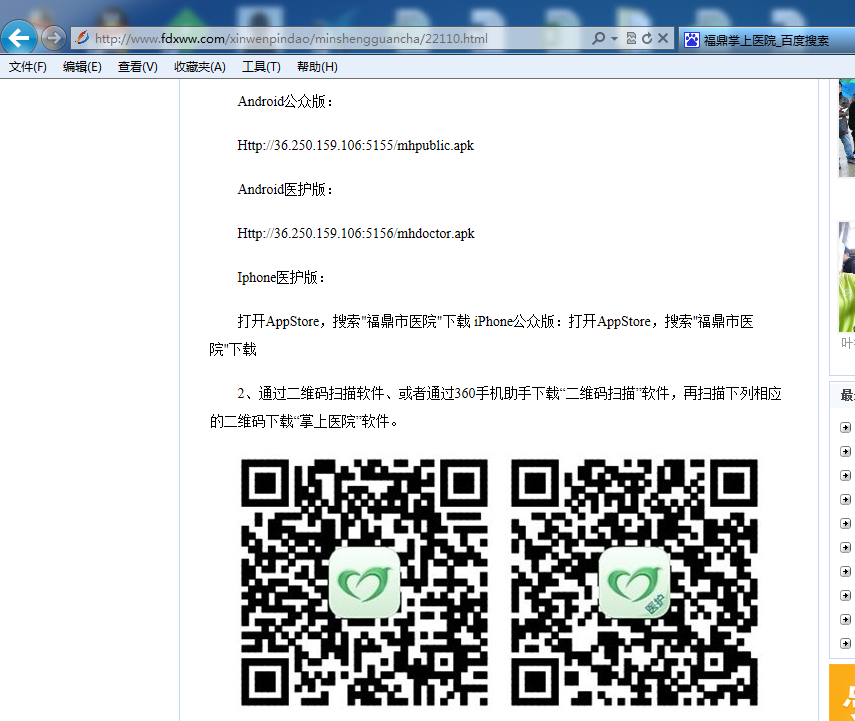 http://www.fdxww.com/xinwenpindao/minshengguancha/22110.html
福鼎掌上医院_百度搜索
文件(F) 编辑(E) 查看(V) 收藏夹(A) 工具(T) 帮助(H)
Android公众版：
Http://36.250.159.106:5155/mhpublic.apk
Android医护版：
Http://36.250.159.106:5156/mhdoctor.apk
Iphone医护版：
打开AppStore，搜索"福鼎市医院"下载 iPhone公众版：打开AppStore，搜索"福鼎市医
院"下载
2、通过二维码扫描软件、或者通过360手机助手下载“二维码扫描”软件，再扫描下列相应
的二维码下载“掌上医院”软件。
医护
叶
最